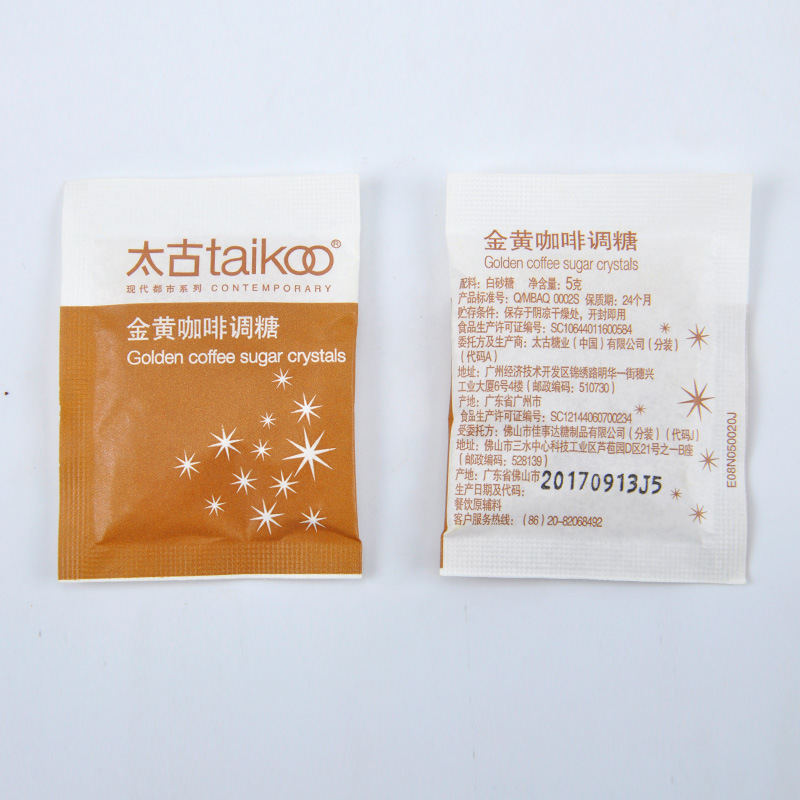 太古taikoo®
现代都市系列 CONTEMPORARY
金黄咖啡调糖
Golden coffee sugar crystals
金黄咖啡调糖
Golden coffee sugar crystals
配料：白砂糖 净含量：5克
产品标准号：Q/MBAQ 0002S 保质期：24个月
贮存条件：保存于阴凉干燥处，开封即用
食品生产许可证编号：SC10644011600584
委托方及生产商：太古糖业（中国）有限公司（分装）
（代码A）
地址：广州经济技术开发区锦绣路明华一街穗兴
工业大厦6号4楼（邮政编码：510730）
产地：广东省广州市
食品生产许可证编号：SC12144060700234
受委托方：佛山市佳事达糖制品有限公司（分装）（代码J）
地址：佛山市三水中心科技工业区芦苞园D区21号之一B座
（邮政编码：528139）
产地：广东省佛山市
生产日期及代码：20170913J5
餐饮原辅料
客户服务热线：（86）20-82068492
E08N050020J